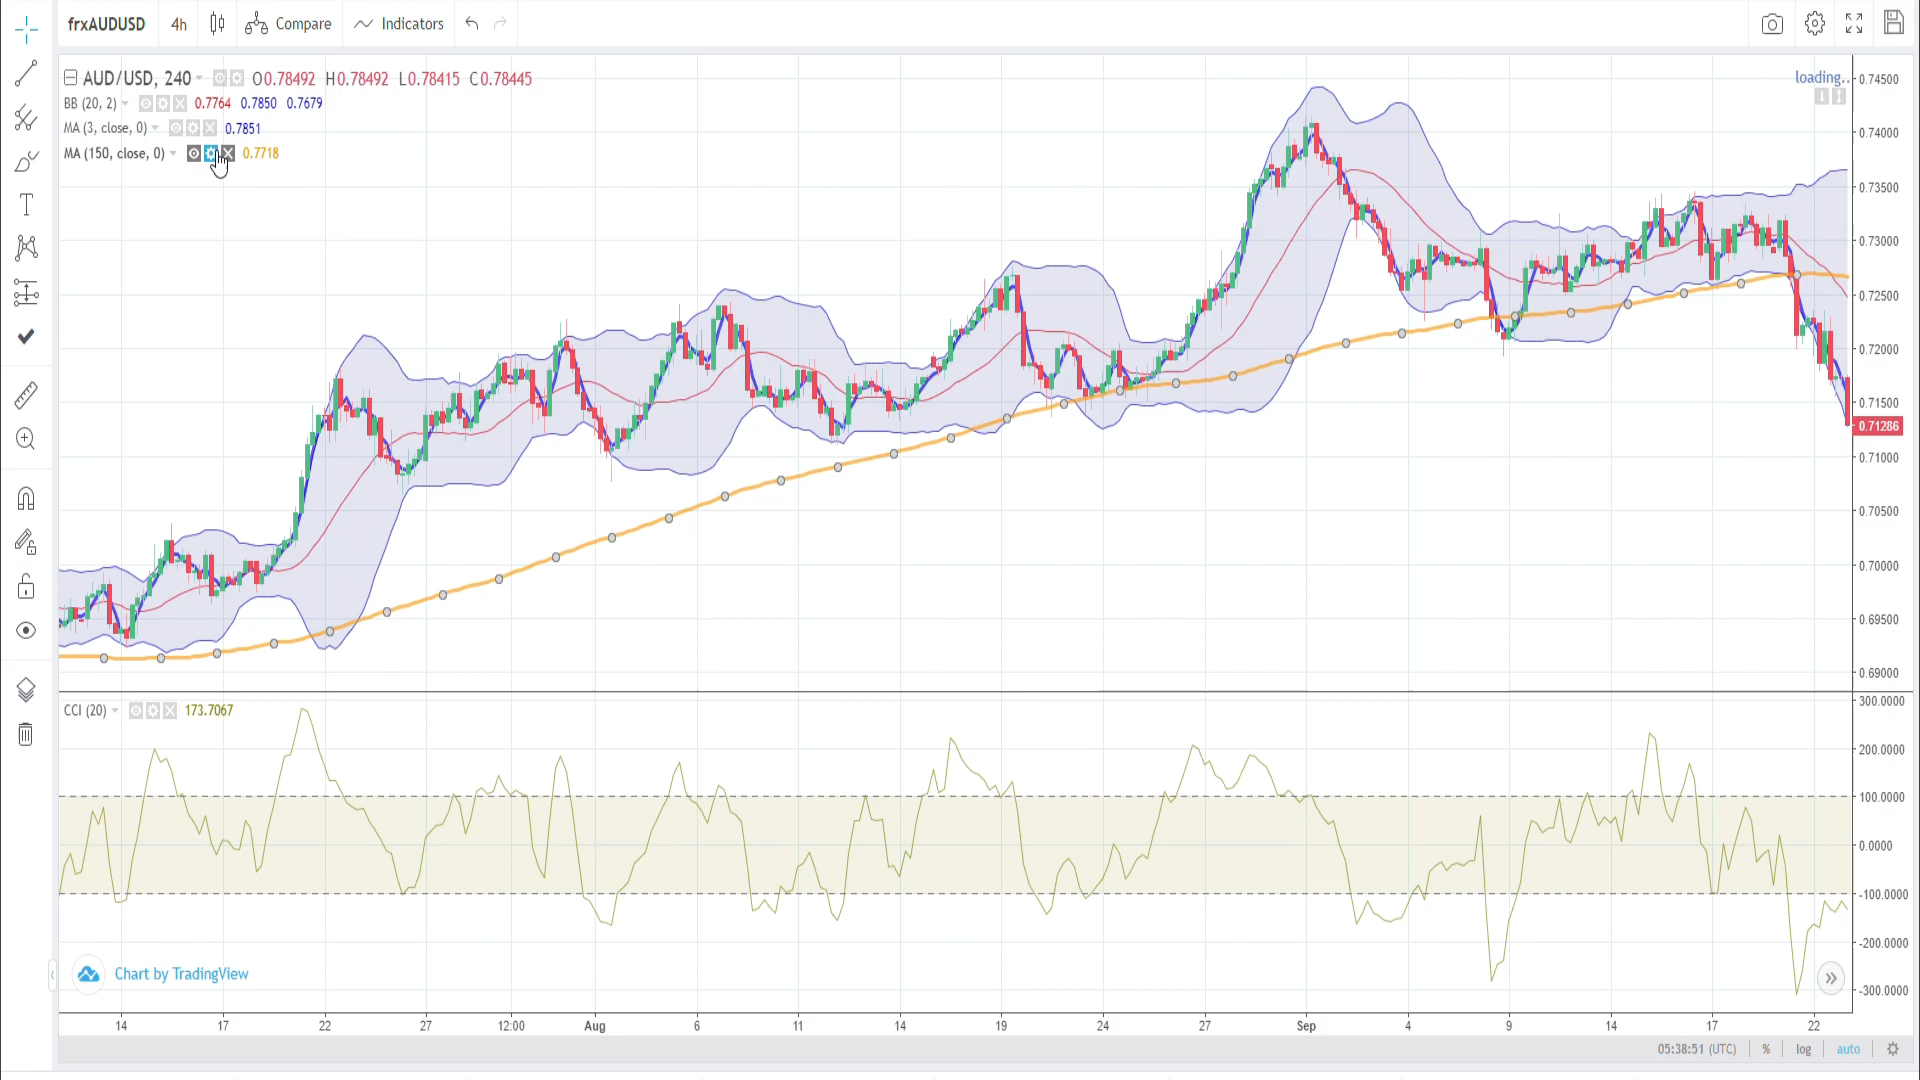 frxAUDUSD 4h Compare Indicators
AUD/USD, 240 O0.78492 H0.78492 L0.78415 C0.78445
loading..
BB (20, 2) 0.7764 0.7850 0.7679
MA (3, close, 0) 0.7851
MA (150, close, 0) 0.7718
0.74500
0.74000
0.73500
0.73000
0.72500
0.72000
0.71500
0.71286
0.71000
0.70500
0.70000
0.69500
0.69000
CCI (20) 173.7067
300.0000
200.0000
100.0000
0.0000
-100.0000
-200.0000
-300.0000
Chart by TradingView
14 17 22 27 12:00 Aug 6 11 14 19 24 27 Sep 4 9 14 17 22
05:38:51 (UTC) % log auto